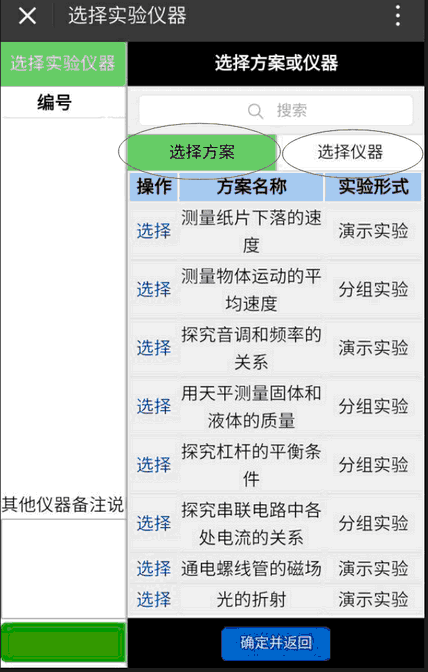 选择实验仪器
选择实验仪器
选择方案或仪器
编号
搜索
选择方案
选择仪器
操作 方案名称 实验形式
选择 测量纸片下落的速
度 演示实验
选择 测量物体运动的平
均速度 分组实验
选择 探究音调和频率的
关系 演示实验
选择 用天平测量固体和
液体的质量 分组实验
选择 探究杠杆的平衡条
件 分组实验
选择 探究串联电路中各
处电流的关系 分组实验
选择 通电螺线管的磁场 演示实验
选择 光的折射 演示实验
其他仪器备注说
确定并返回